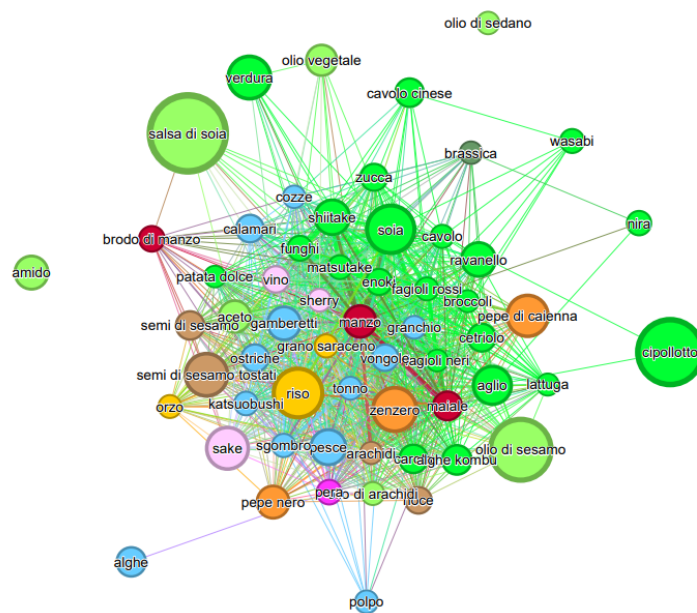 olio di sedano
olio vegetale
verdura
cavolo cinese
salsa di soia
wasabi
brassica
zucca
cozze
shiitake
nira
soia
calamari
brodo di manzo
cavolo
funghi
ravanello
matsutake
amido
patata dolce
vino
enoki
fagioli rossi
sherry
broccoli
aceto
pepe di caienna
semi di sesamo
gamberetti
manzo
granchio
cetriolo
grano saraceno
cipollotto
ostriche
vongole
fagioli neri
semi di sesamo tostati
tonno
aglio
lattuga
riso
katsuobushi
zenzero
maiale
orzo
sake
sgombro
pesce
arachidi
alghe kombu
olio di sesamo
pera
di arachidi
noce
pepe nero
alghe
polpo